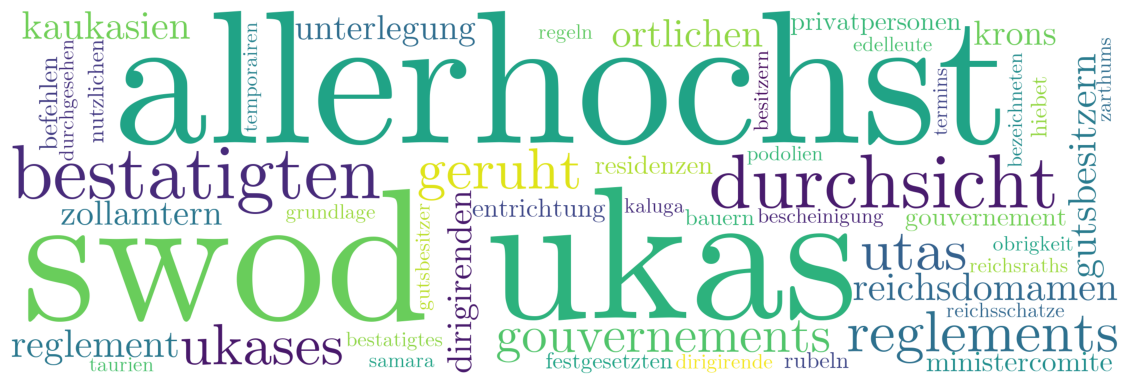 kaukasien
unterlegung
regeln
ortlichen
privatpersonen
edelleute
krons
befehlen
durchgesehen
nutzlichen
allerhochst
temporairen
besitzern
termins
bezeichneten
hiebet
gutsbesitzern
zarthums
bestatigten
geruht
residenzen
podolien
durchsicht
zollamtern
grundlage
gutsbesitzer
dirigirenden
entrichtung
kaluga
bauern
bescheinigung
gouvernement
swod
ukas
utas
obrigkeit
reichsraths
reichsdomamen
reichsschatze
reglement
ukases
bestatigtes
gouvernements
reglements
taurien
samara
festgesetzten
dirigirende
rubeln
ministercomite